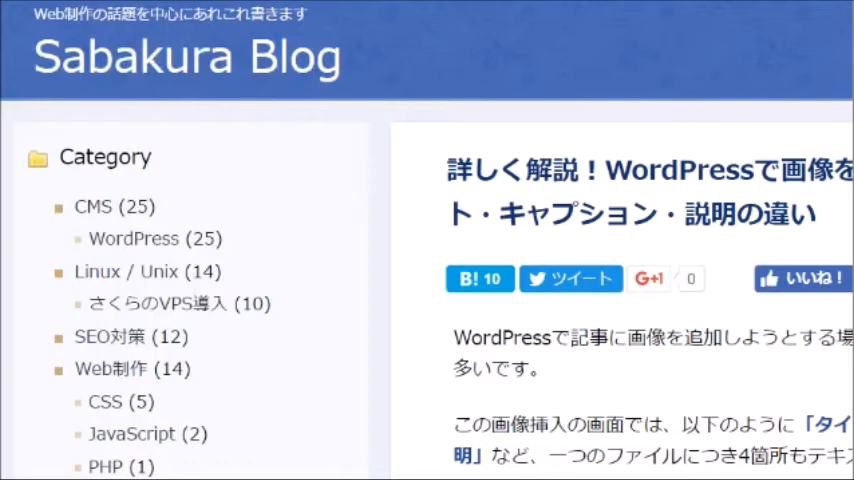 Web制作の話題を中心にあれこれ書きます
Sabakura Blog
Category
CMS (25)
WordPress (25)
Linux / Unix (14)
さくらのVPS導入 (10)
SEO対策 (12)
Web制作 (14)
CSS (5)
JavaScript (2)
PHP (1)
詳しく解説！WordPressで画像を
ト・キャプション・説明の違い
B! 10 ツイート G+1 0 いいね！
WordPressで記事に画像を追加しようとする場
多いです。
この画像挿入の画面では、以下のように「タイ
明」など、一つのファイルにつき4箇所もテキス